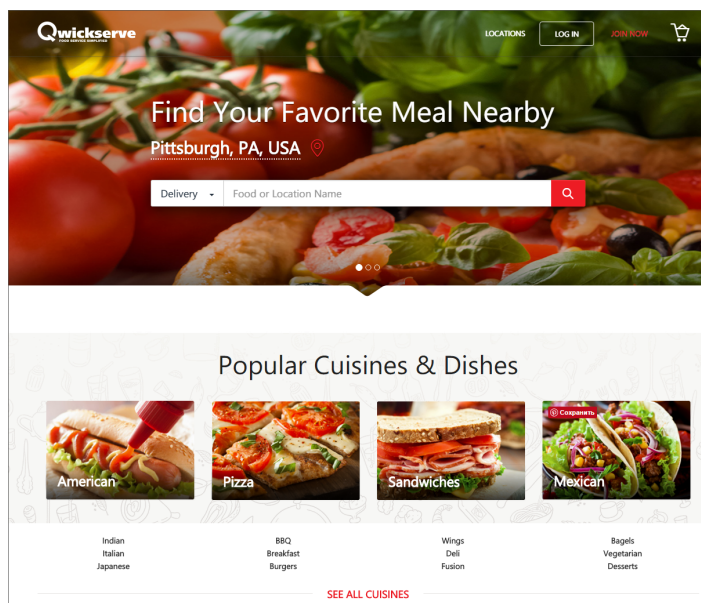 Qwickserve
FOOD SERVICE SIMPLIFIED
LOCATIONS
LOG IN
JOIN NOW
Find Your Favorite Meal Nearby
Pittsburgh, PA, USA
Delivery
Food or Location Name
Popular Cuisines & Dishes
Сохранить
American
Pizza
Sandwiches
Mexican
Indian
BBQ
Wings
Bagels
Italian
Breakfast
Deli
Vegetarian
Japanese
Burgers
Fusion
Desserts
SEE ALL CUISINES